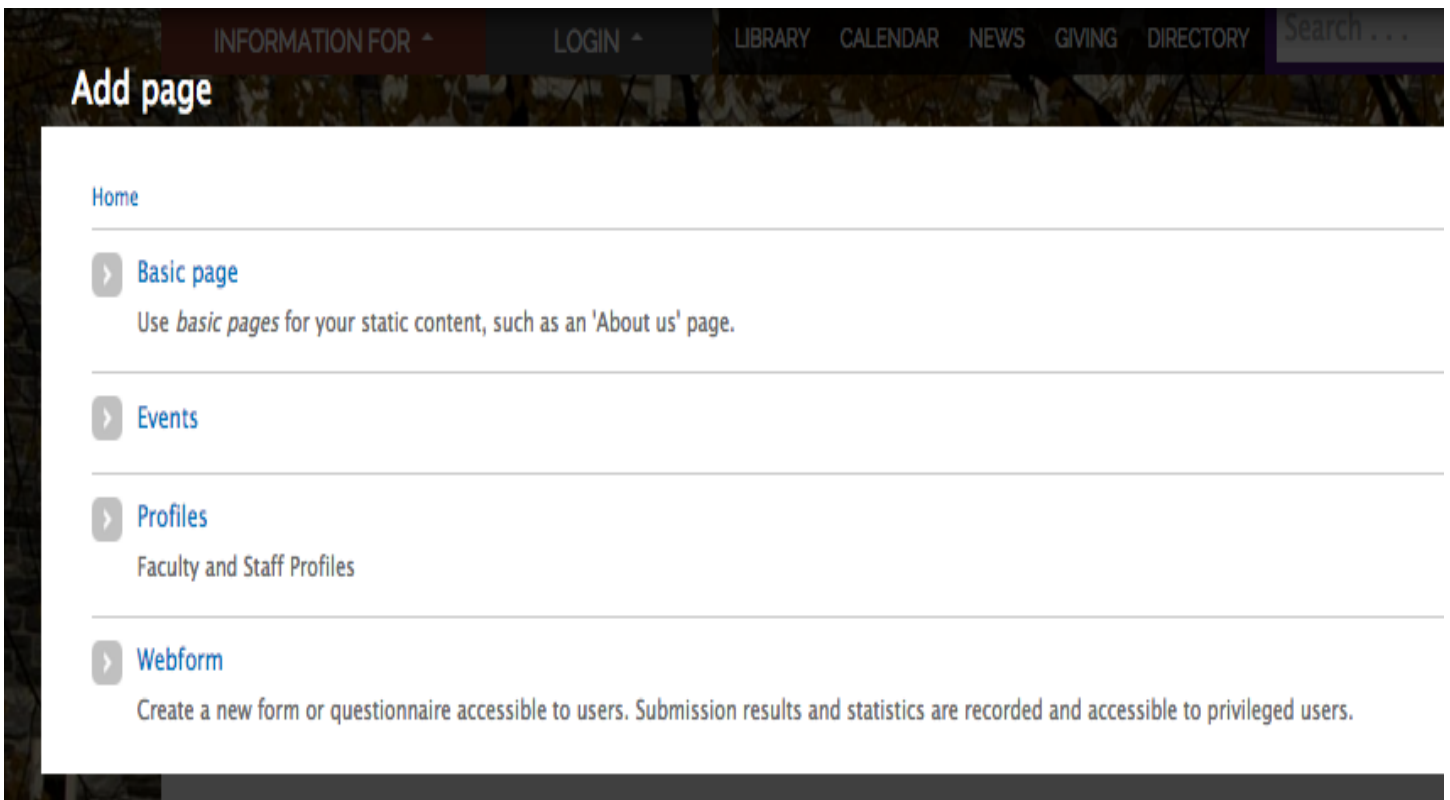 INFORMATION FOR LOGIN LIBRARY CALENDAR NEWS GIVING DIRECTORY Search . . .
Add page
Home
Basic page
Use basic pages for your static content, such as an 'About us' page.
Events
Profiles
Faculty and Staff Profiles
Webform
Create a new form or questionnaire accessible to users. Submission results and statistics are recorded and accessible to privileged users.